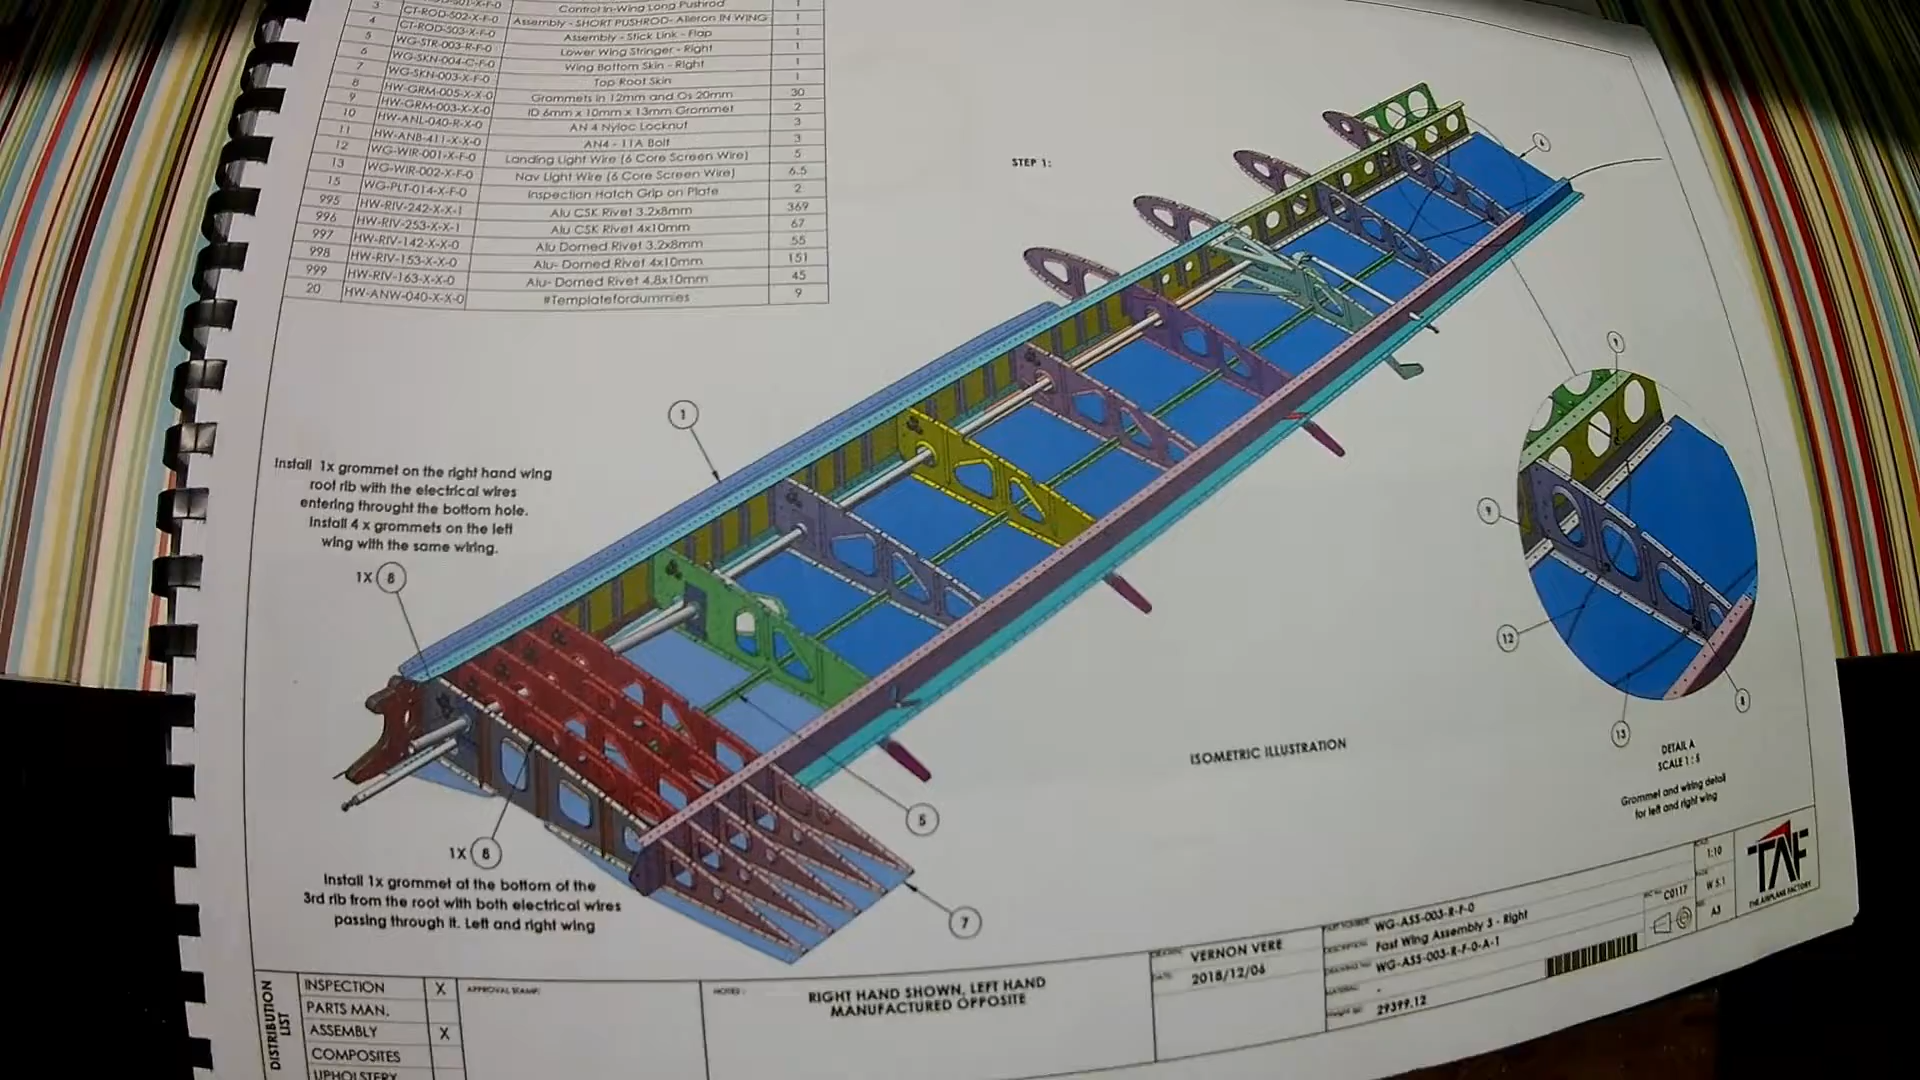 3 CT-ROD-501-X-F-0 Control In-Wing Long Pushrod 1
4 CT-ROD-502-X-F-0 Assembly - SHORT PUSHROD- Aileron IN WING 1
5 CT-ROD-503-X-F-0 Assembly - Stick Link - Flap 1
6 WG-STR-003-R-F-0 Lower Wing Stringer - Right 1
7 WG-SKN-004-C-F-0 Wing Bottom Skin - Right 1
8 WG-SKN-003-X-F-0 Top Root Skin 1
9 HW-GRM-005-X-X-0 Grommets in 12mm and Os 20mm 30
10 HW-GRM-003-X-X-0 ID 6mm x 10mm x 13mm Grommet 2
11 HW-ANL-040-R-X-0 AN 4 Nyloc Locknut 3
12 HW-ANB-411-X-X-0 AN4 - 11A Bolt 3
13 WG-WIR-001-X-F-0 Landing Light Wire (6 Core Screen Wire) 5
15 WG-WIR-002-X-F-0 Nav Light Wire (6 Core Screen Wire) 6.5
995 WG-PLT-014-X-F-0 Inspection Hatch Grip on Plate 2
996 HW-RIV-242-X-X-1 Alu CSK Rivet 3.2x8mm 369
997 HW-RIV-253-X-X-1 Alu CSK Rivet 4x10mm 67
998 HW-RIV-142-X-X-0 Alu Domed Rivet 3.2x8mm 55
999 HW-RIV-153-X-X-0 Alu- Domed Rivet 4x10mm 151
20 HW-RIV-163-X-X-0 Alu- Domed Rivet 4.8x10mm 45
HW-ANW-040-X-X-0 #Templatefordummies 9
STEP 1:
6
1
Install 1x grommet on the right hand wing
root rib with the electrical wires
entering throught the bottom hole.
Install 4 x grommets on the left
wing with the same wiring.
1X 8
9
12
13
8
DETAIL A
SCALE 1 : 5
Grommet and wiring detail
for left and right wing
ISOMETRIC ILLUSTRATION
5
1X 8
7
Install 1x grommet at the bottom of the
3rd rib from the root with both electrical wires
passing through it. Left and right wing
DISTRIBUTION
LIST
INSPECTION X
PARTS MAN.
ASSEMBLY X
COMPOSITES
UPHOLSTERY
APPROVAL STAMP:
NOTES:
RIGHT HAND SHOWN, LEFT HAND
MANUFACTURED OPPOSITE
VERNON VERE
DATE: 2018/12/06
WG-ASS-003-R-F-0
Fast Wing Assembly 3 - Right
WG-ASS-003-R-F-0-A-1
-
29399.12
C0117
1:10
W 5.1
A3
TAF
THE AIRPLANE FACTORY